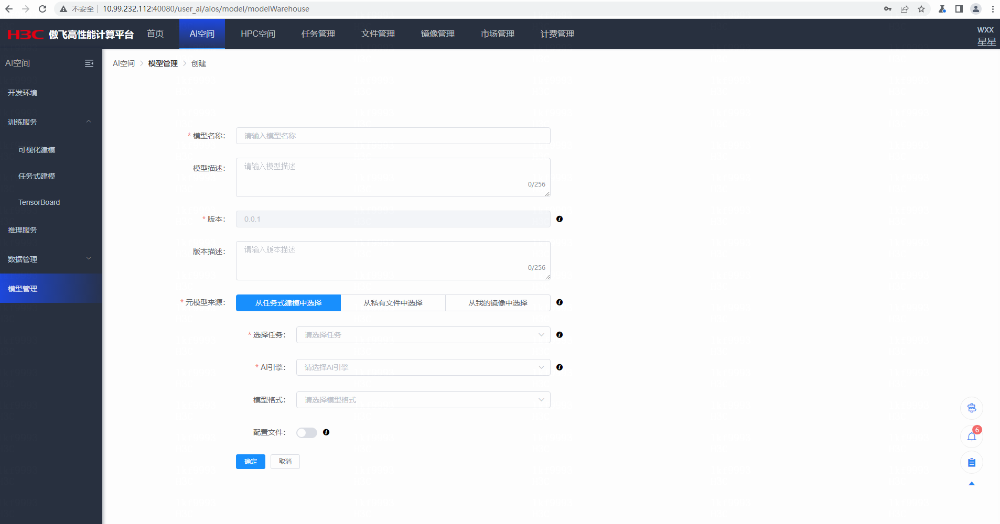 不安全 10.99.232.112:40080/user_ai/aios/model/modelWarehouse
H3C 傲飞高性能计算平台 首页 AI空间 HPC空间 任务管理 文件管理 镜像管理 市场管理 计费管理
WXX
星星
AI空间
开发环境
训练服务
可视化建模
任务式建模
TensorBoard
推理服务
数据管理
模型管理
AI空间 模型管理 创建
* 模型名称： 请输入模型名称
模型描述： 请输入模型描述
0/256
* 版本： 0.0.1
版本描述： 请输入版本描述
0/256
* 元模型来源： 从任务式建模中选择 从私有文件中选择 从我的镜像中选择
* 选择任务： 请选择任务
* AI引擎： 请选择AI引擎
模型格式： 请选择模型格式
配置文件：
确定 取消
6